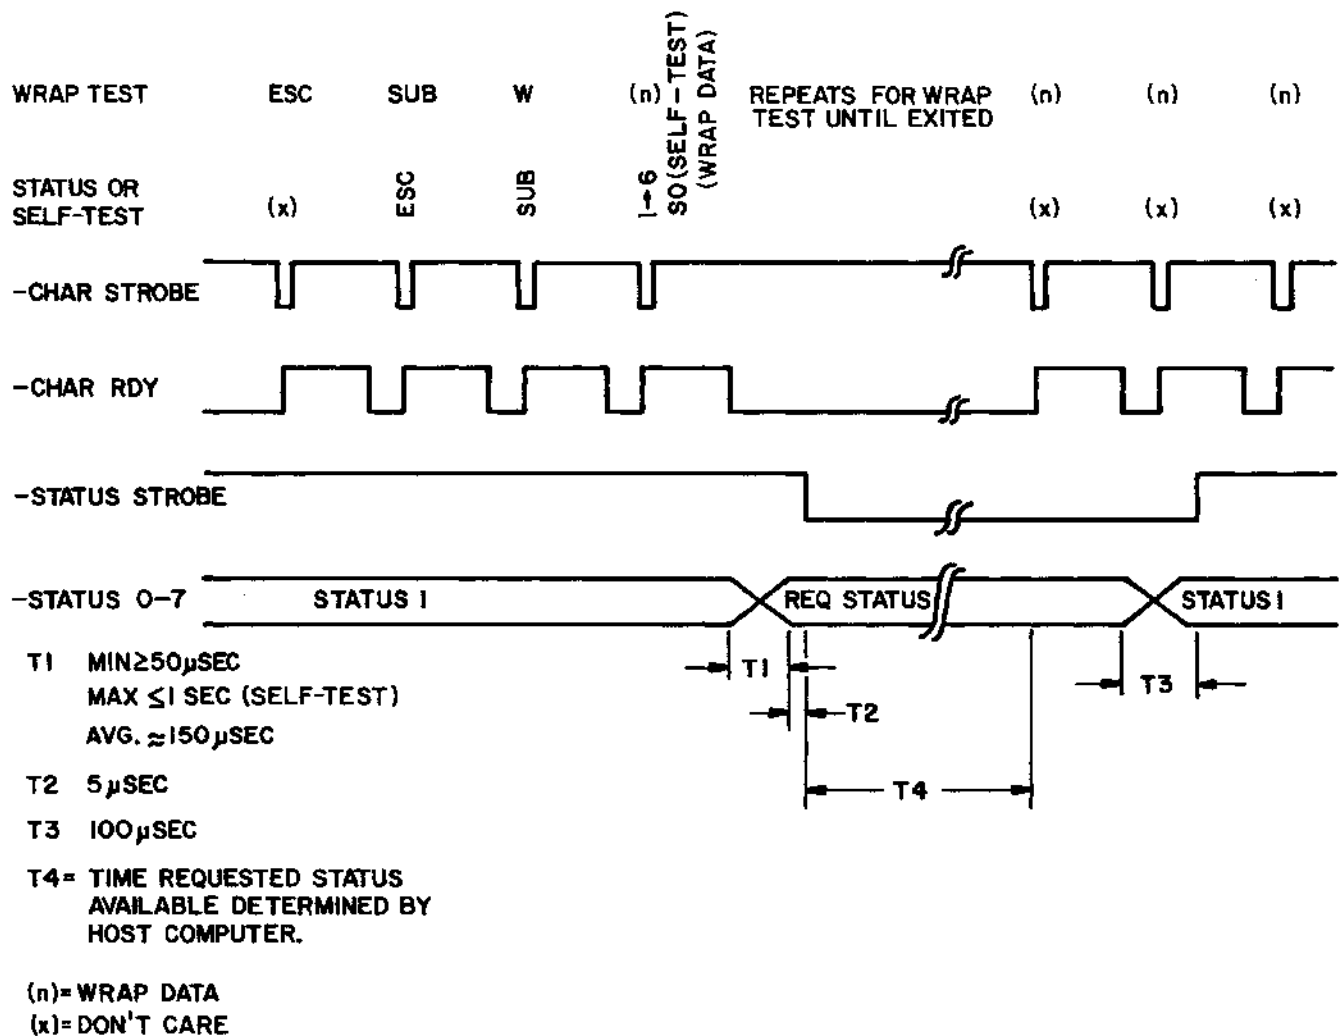 WRAP TEST ESC SUB W (n) SO(SELF-TEST) (WRAP DATA) REPEATS FOR WRAP (n) (n) (n)
TEST UNTIL EXITED
STATUS OR
SELF-TEST (x) ESC SUB 1→6 (x) (x) (x)
-CHAR STROBE
-CHAR RDY
-STATUS STROBE
-STATUS 0-7 STATUS 1 REQ STATUS STATUS 1
T1 MIN≥50µSEC
MAX ≤1 SEC (SELF-TEST)
AVG. ≈150µSEC
T1
T3
T2
T2 5µSEC
T4
T3 100µSEC
T4= TIME REQUESTED STATUS
AVAILABLE DETERMINED BY
HOST COMPUTER.
(n)=WRAP DATA
(x)=DON'T CARE